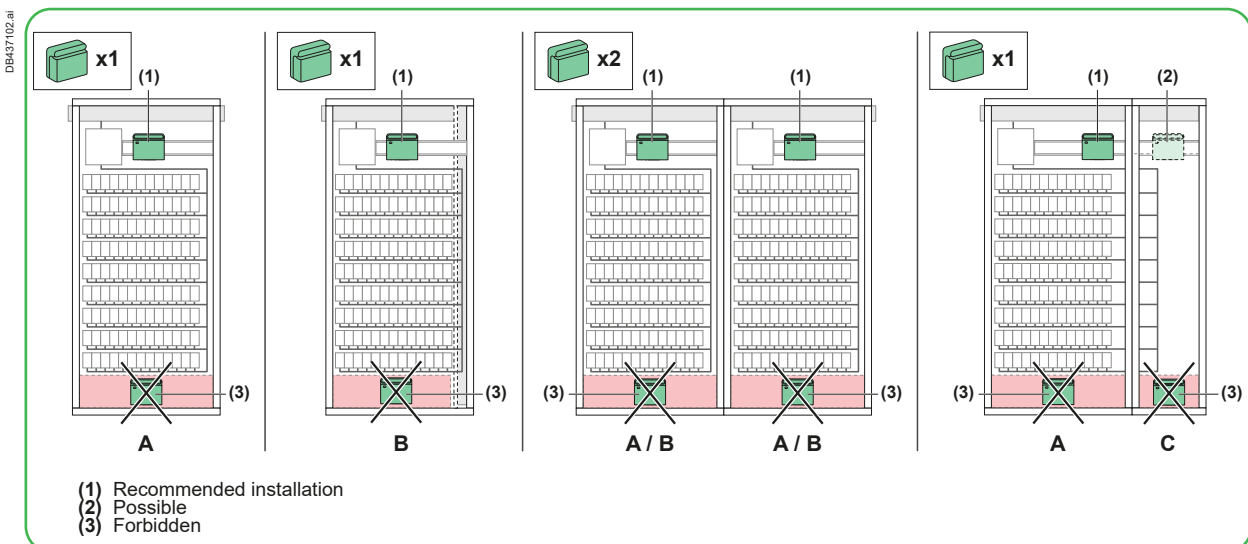 DB437102.ai
x1
(1)
(3)
A
x1
(1)
(3)
B
x2
(1)
(1)
(3)
(3)
A / B
A / B
x1
(1)
(2)
(3)
(3)
A
C
(1) Recommended installation
(2) Possible
(3) Forbidden